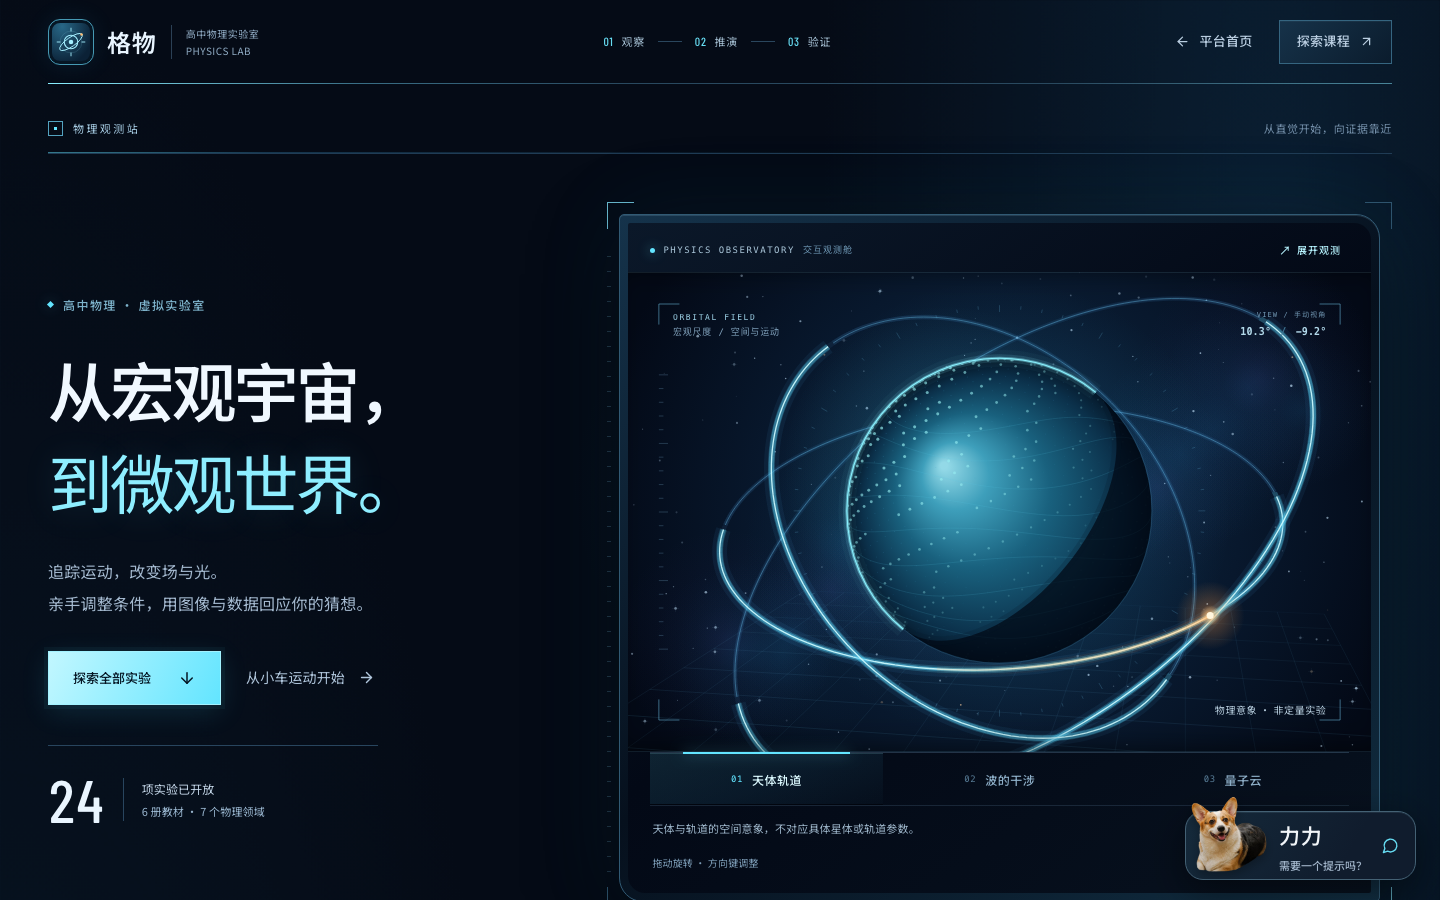 格物
高中物理实验室
PHYSICS LAB
01 观察
02 推演
03 验证
← 平台首页
探索课程 ↗
物理观测站
从直觉开始，向证据靠近
PHYSICS OBSERVATORY 交互观测舱
↗ 展开观测
高中物理 · 虚拟实验室
ORBITAL FIELD
宏观尺度 / 空间与运动
VIEW / 手动视角
10.3° / −9.2°
从宏观宇宙，
到微观世界。
追踪运动，改变场与光。
亲手调整条件，用图像与数据回应你的猜想。
探索全部实验 ↓
从小车运动开始 →
物理意象 · 非定量实验
24
项实验已开放
6 册教材 · 7 个物理领域
01 天体轨道
02 波的干涉
03 量子云
天体与轨道的空间意象，不对应具体星体或轨道参数。
拖动旋转 · 方向键调整
力力
需要一个提示吗？